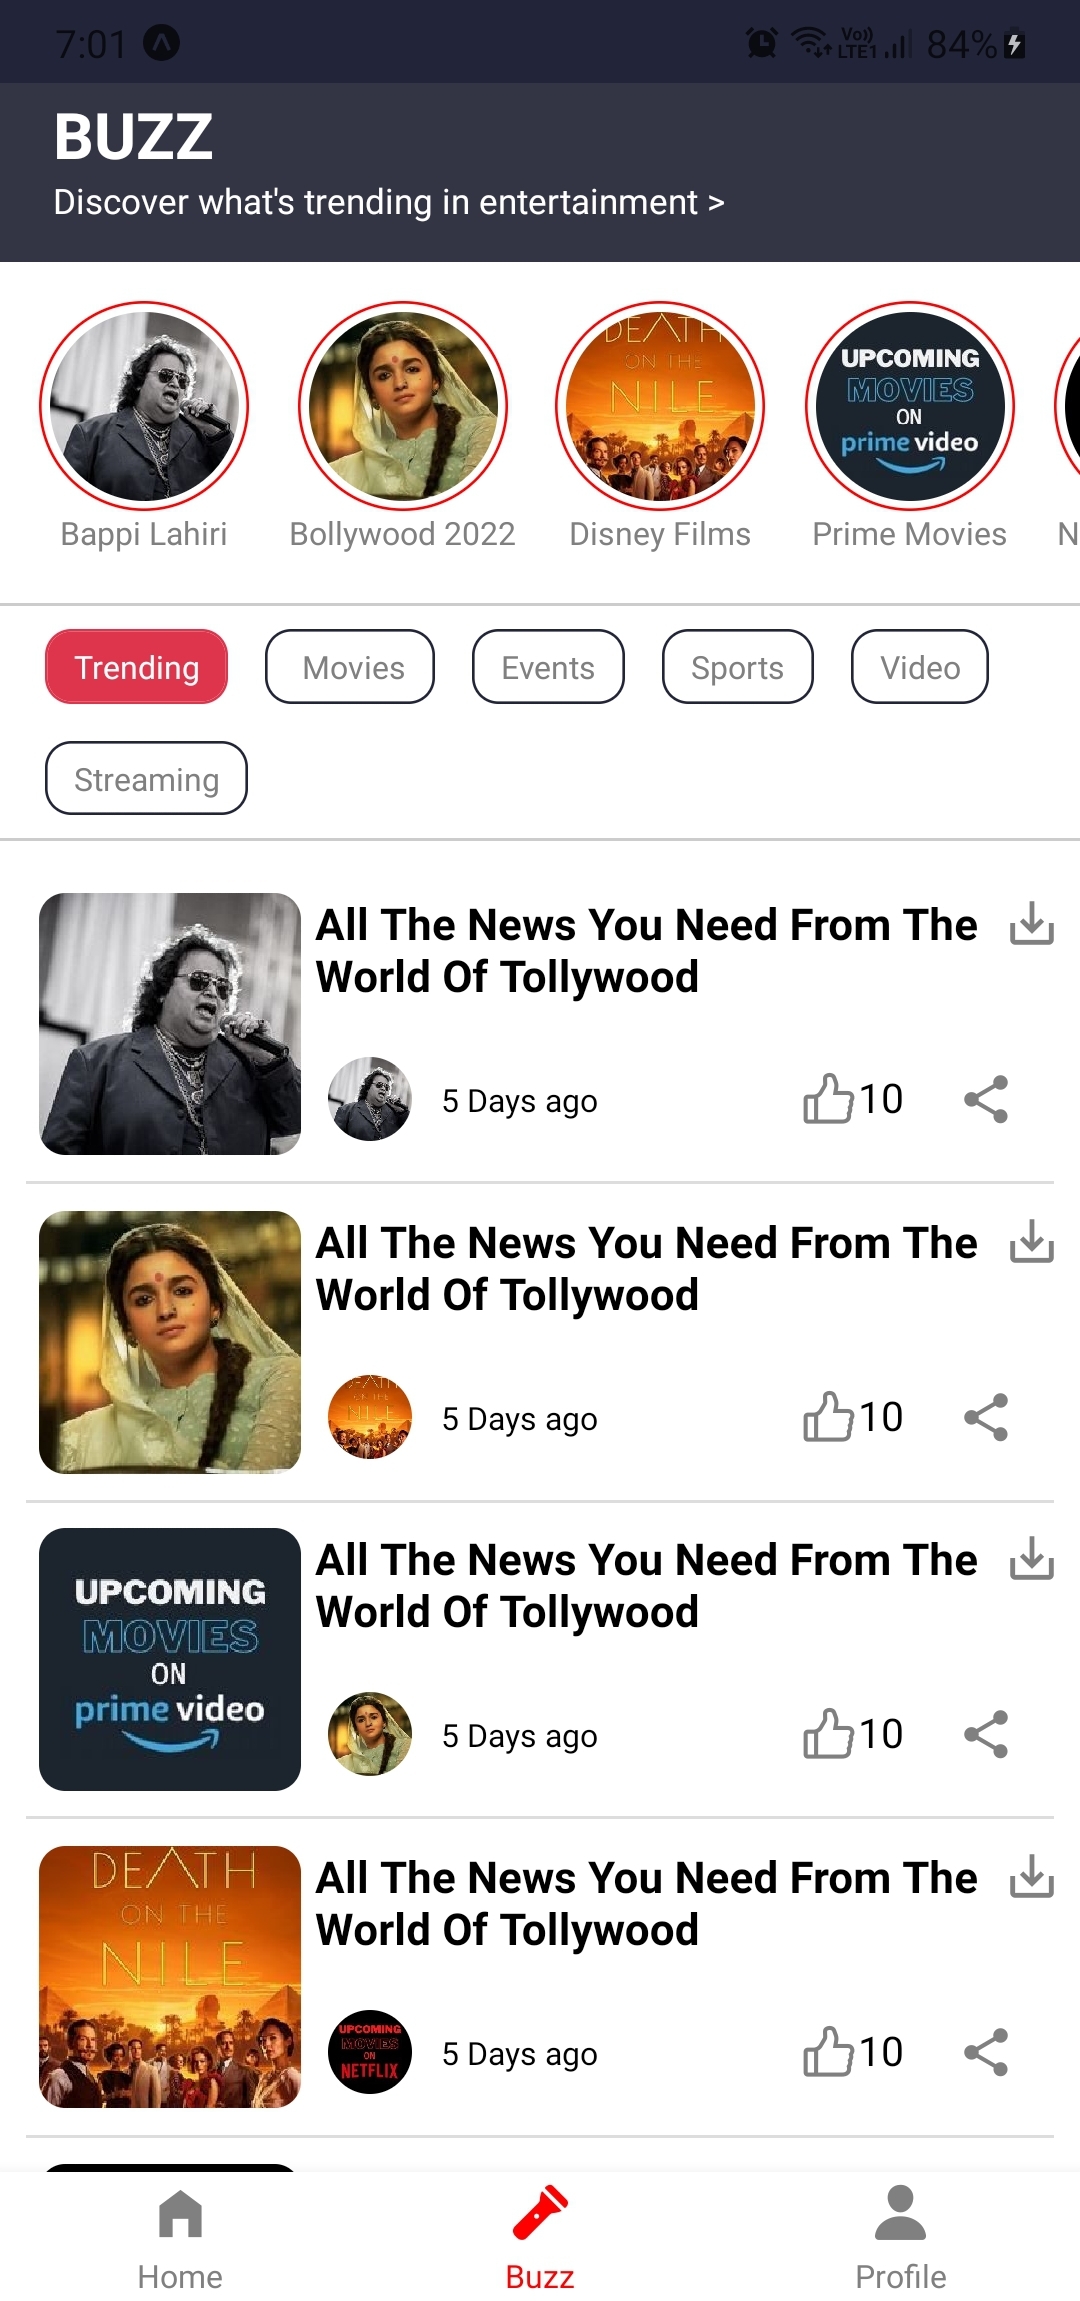 7:01
Vo))
LTE1
84%
BUZZ
Discover what's trending in entertainment >
DEATH
ON THE
NILE
UPCOMING
MOVIES
ON
prime video
Bappi Lahiri
Bollywood 2022
Disney Films
Prime Movies
N
Trending
Movies
Events
Sports
Video
Streaming
All The News You Need From The
World Of Tollywood
5 Days ago
10
All The News You Need From The
World Of Tollywood
DEATH
ON THE
NILE
5 Days ago
10
UPCOMING
MOVIES
ON
prime video
All The News You Need From The
World Of Tollywood
5 Days ago
10
DEATH
ON THE
NILE
All The News You Need From The
World Of Tollywood
UPCOMING
MOVIES
ON
NETFLIX
5 Days ago
10
Home
Buzz
Profile